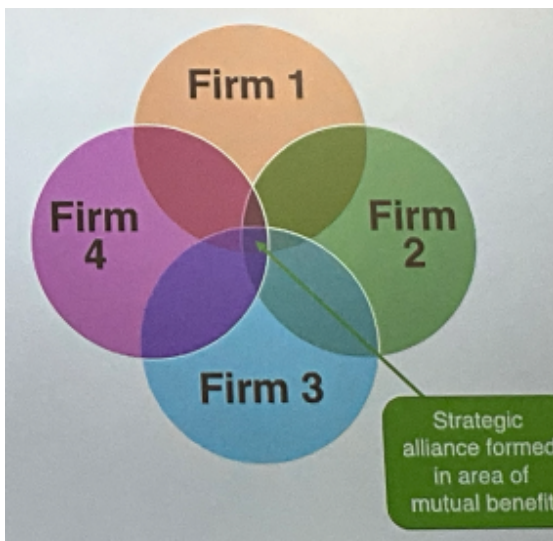 Firm 1
Firm
4
Firm
2
Firm 3
Strategic
alliance formed
in area of
mutual benefit